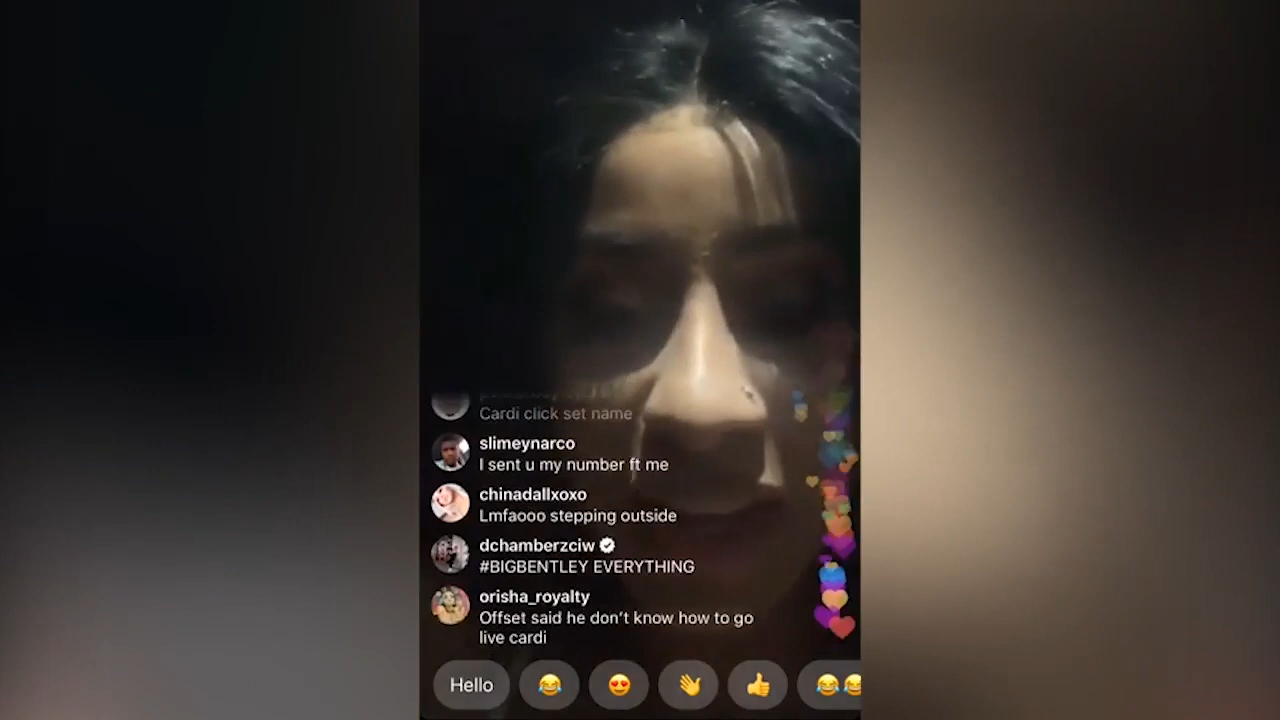 Cardi click set name
slimeynarco
I sent u my number ft me
chinadallxoxo
Lmfaooo stepping outside
dchamberzciw
#BIGBENTLEY EVERYTHING
orisha_royalty
Offset said he don’t know how to go
live cardi
Hello